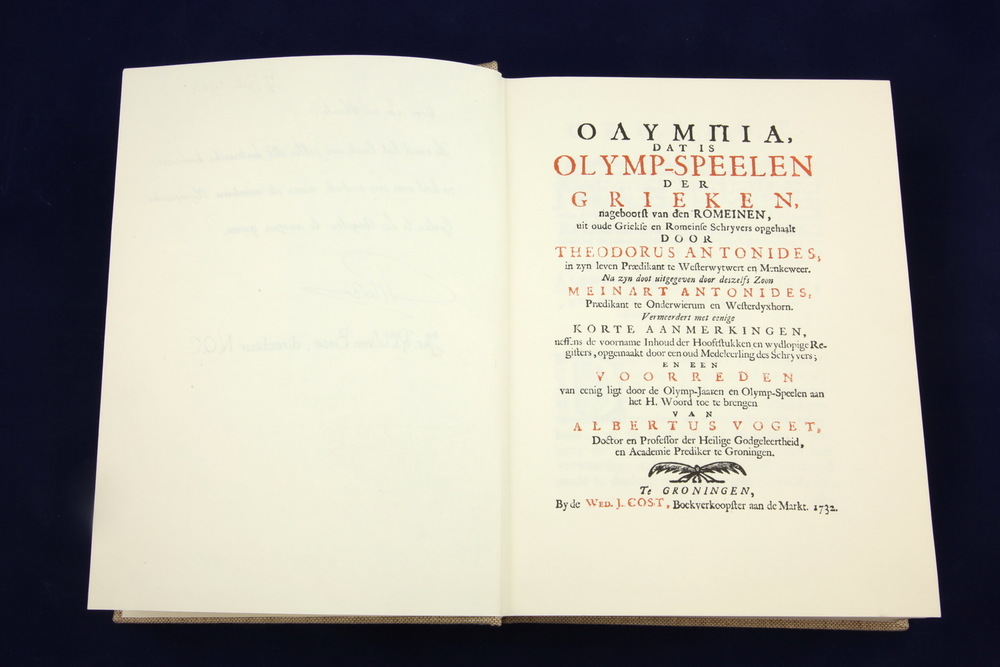 ΟΛΥΜΠΙΑ,
DAT IS
OLYMP-SPEELEN
DER
GRIEKEN,
nagebootſt van den ROMEINEN,
uit oude Griekſe en Romeinſe Schryvers opgehaalt
DOOR
THEODORUS ANTONIDES,
in zyn leven Prædikant te Weſterwytwert en Menkeweer.
Na zyn doot uitgegeven door deszelfs Zoon
MEINART ANTONIDES,
Prædikant te Onderwierum en Weſterdyxhorn.
Vermeerdert met eenige
KORTE AANMERKINGEN,
neffens de voorname Inhoud der Hoofſtukken en wydlopige Re-
giſters, opgemaakt door een oud Medeleerling des Schryvers;
EN EEN
VOORREDEN
van eenig ligt door de Olymp-Jaaren en Olymp-Speelen aan
het H. Woord toe te brengen
VAN
ALBERTUS VOGET,
Doctor en Profeſſor der Heilige Godgeleertheid,
en Academie Prediker te Groningen.
Te GRONINGEN,
By de WED. J. COST, Boekverkoopſter aan de Markt. 1732.